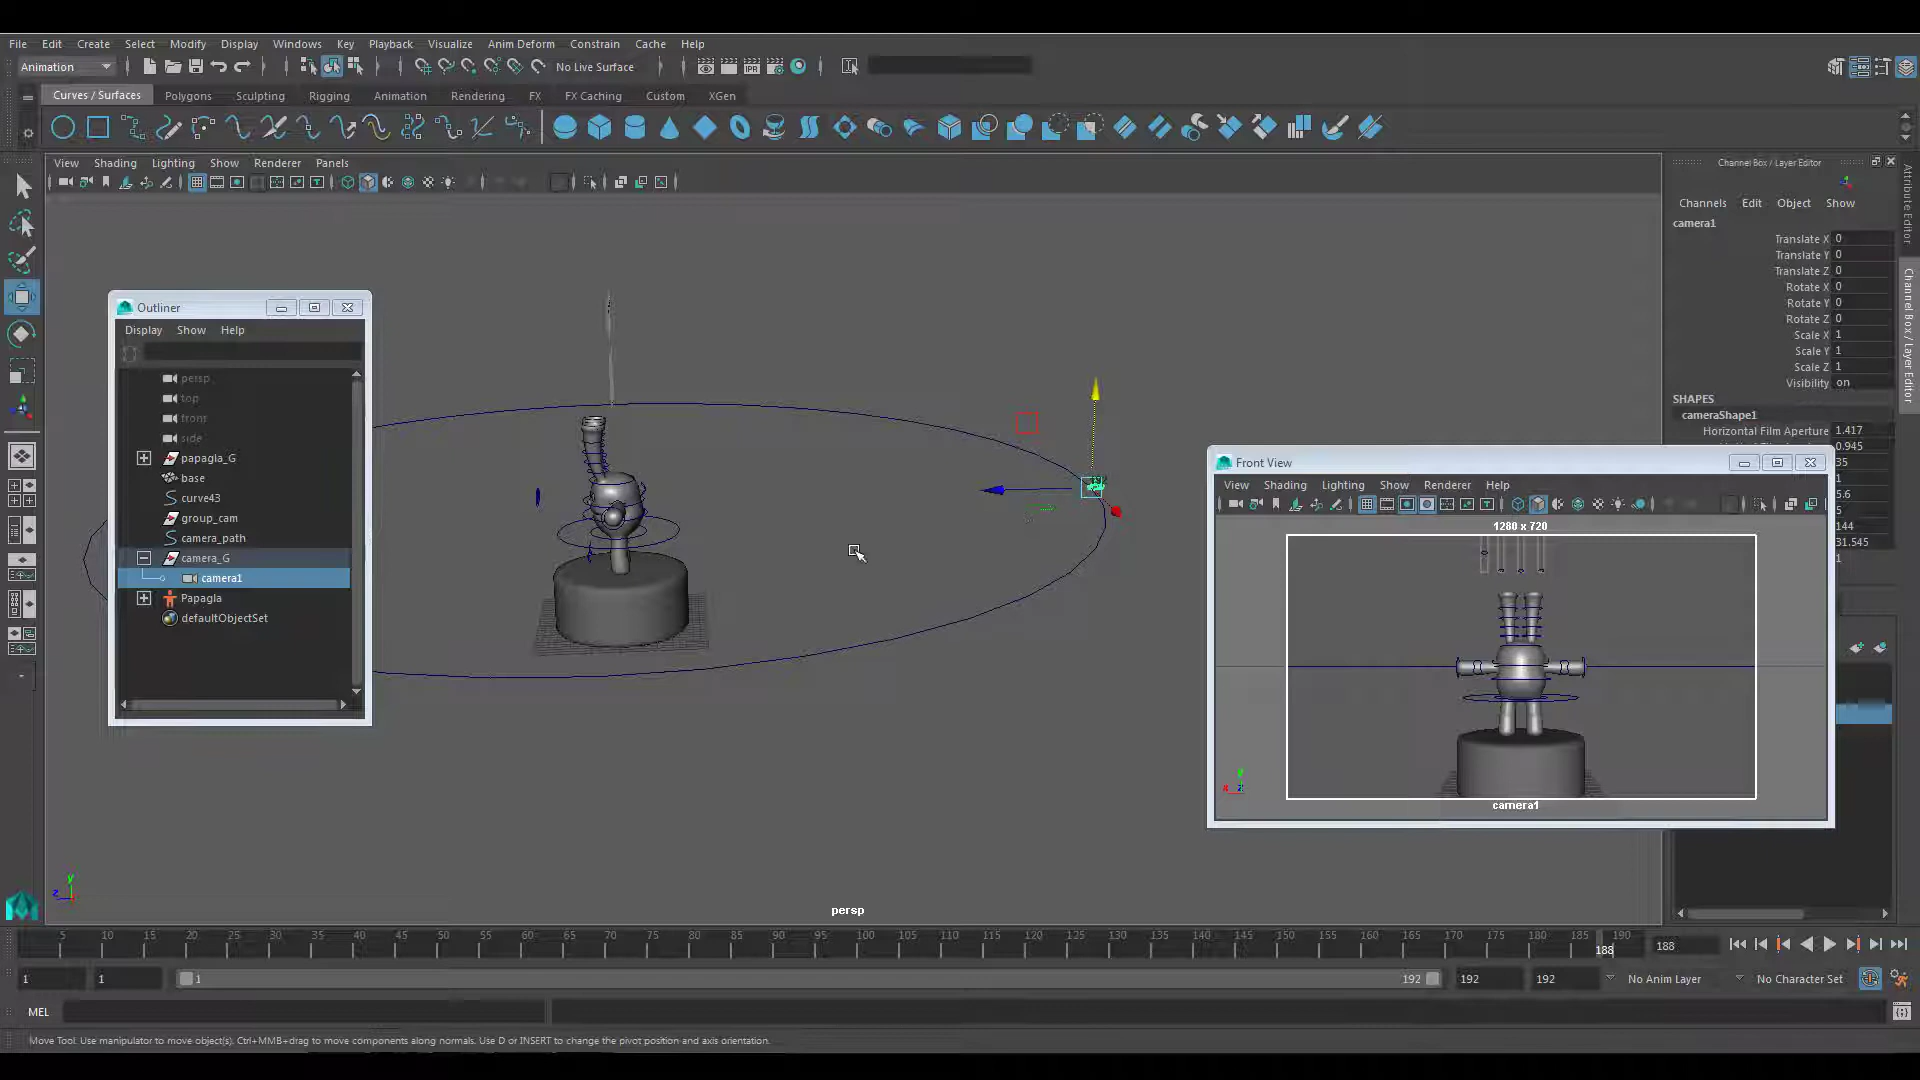 File Edit Create Select Modify Display Windows Key Playback Visualize Anim Deform Constrain Cache Help
Animation No Live Surface
Curves / Surfaces Polygons Sculpting Rigging Animation Rendering FX FX Caching Custom XGen
View Shading Lighting Show Renderer Panels
Outliner
Display Show Help
persp
top
front
side
papagla_G
base
curve43
group_cam
camera_path
camera_G
camera1
Papagla
defaultObjectSet
persp
Front View
View Shading Lighting Show Renderer Help
1280 x 720
camera1
Channel Box / Layer Editor
Channels Edit Object Show
camera1
Translate X 0
Translate Y 0
Translate Z 0
Rotate X 0
Rotate Y 0
Rotate Z 0
Scale X 1
Scale Y 1
Scale Z 1
Visibility on
SHAPES
cameraShape1
Horizontal Film Aperture 1.417
0.945
35
1
5.6
5
144
31.545
1
Attribute Editor
Channel Box / Layer Editor
5 10 15 20 25 30 35 40 45 50 55 60 65 70 75 80 85 90 95 100 105 110 115 120 125 130 135 140 145 150 155 160 165 170 175 180 185 190
188 188
1 1 1 192 192 192 No Anim Layer No Character Set
MEL
Move Tool. Use manipulator to move object(s). Ctrl+MMB+drag to move components along normals. Use D or INSERT to change the pivot position and axis orientation.